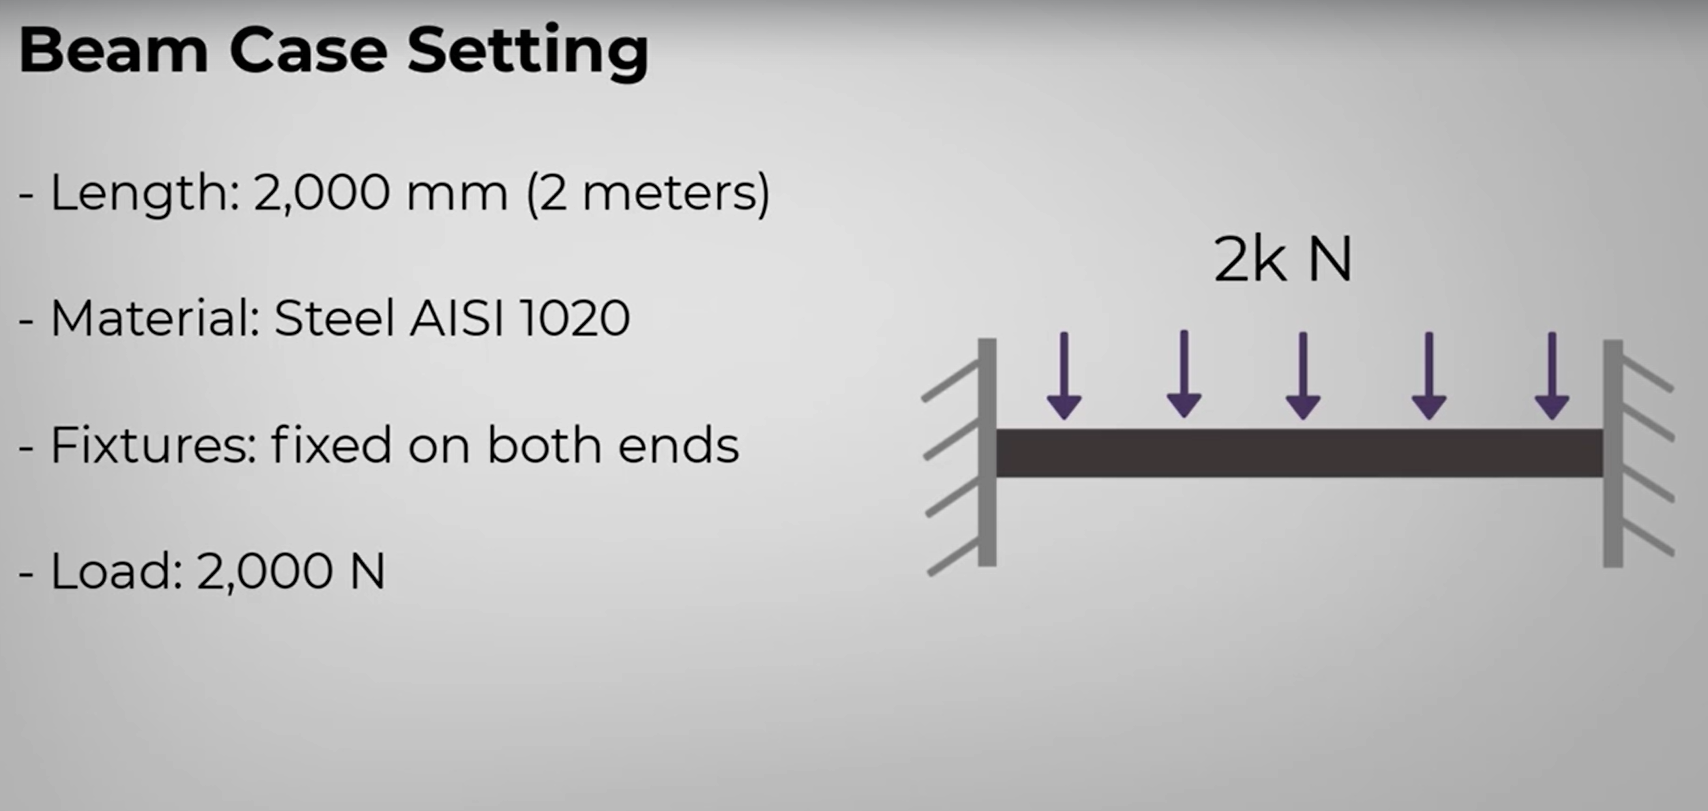 Beam Case Setting
- Length: 2,000 mm (2 meters)
2k N
- Material: Steel AISI 1020
- Fixtures: fixed on both ends
- Load: 2,000 N